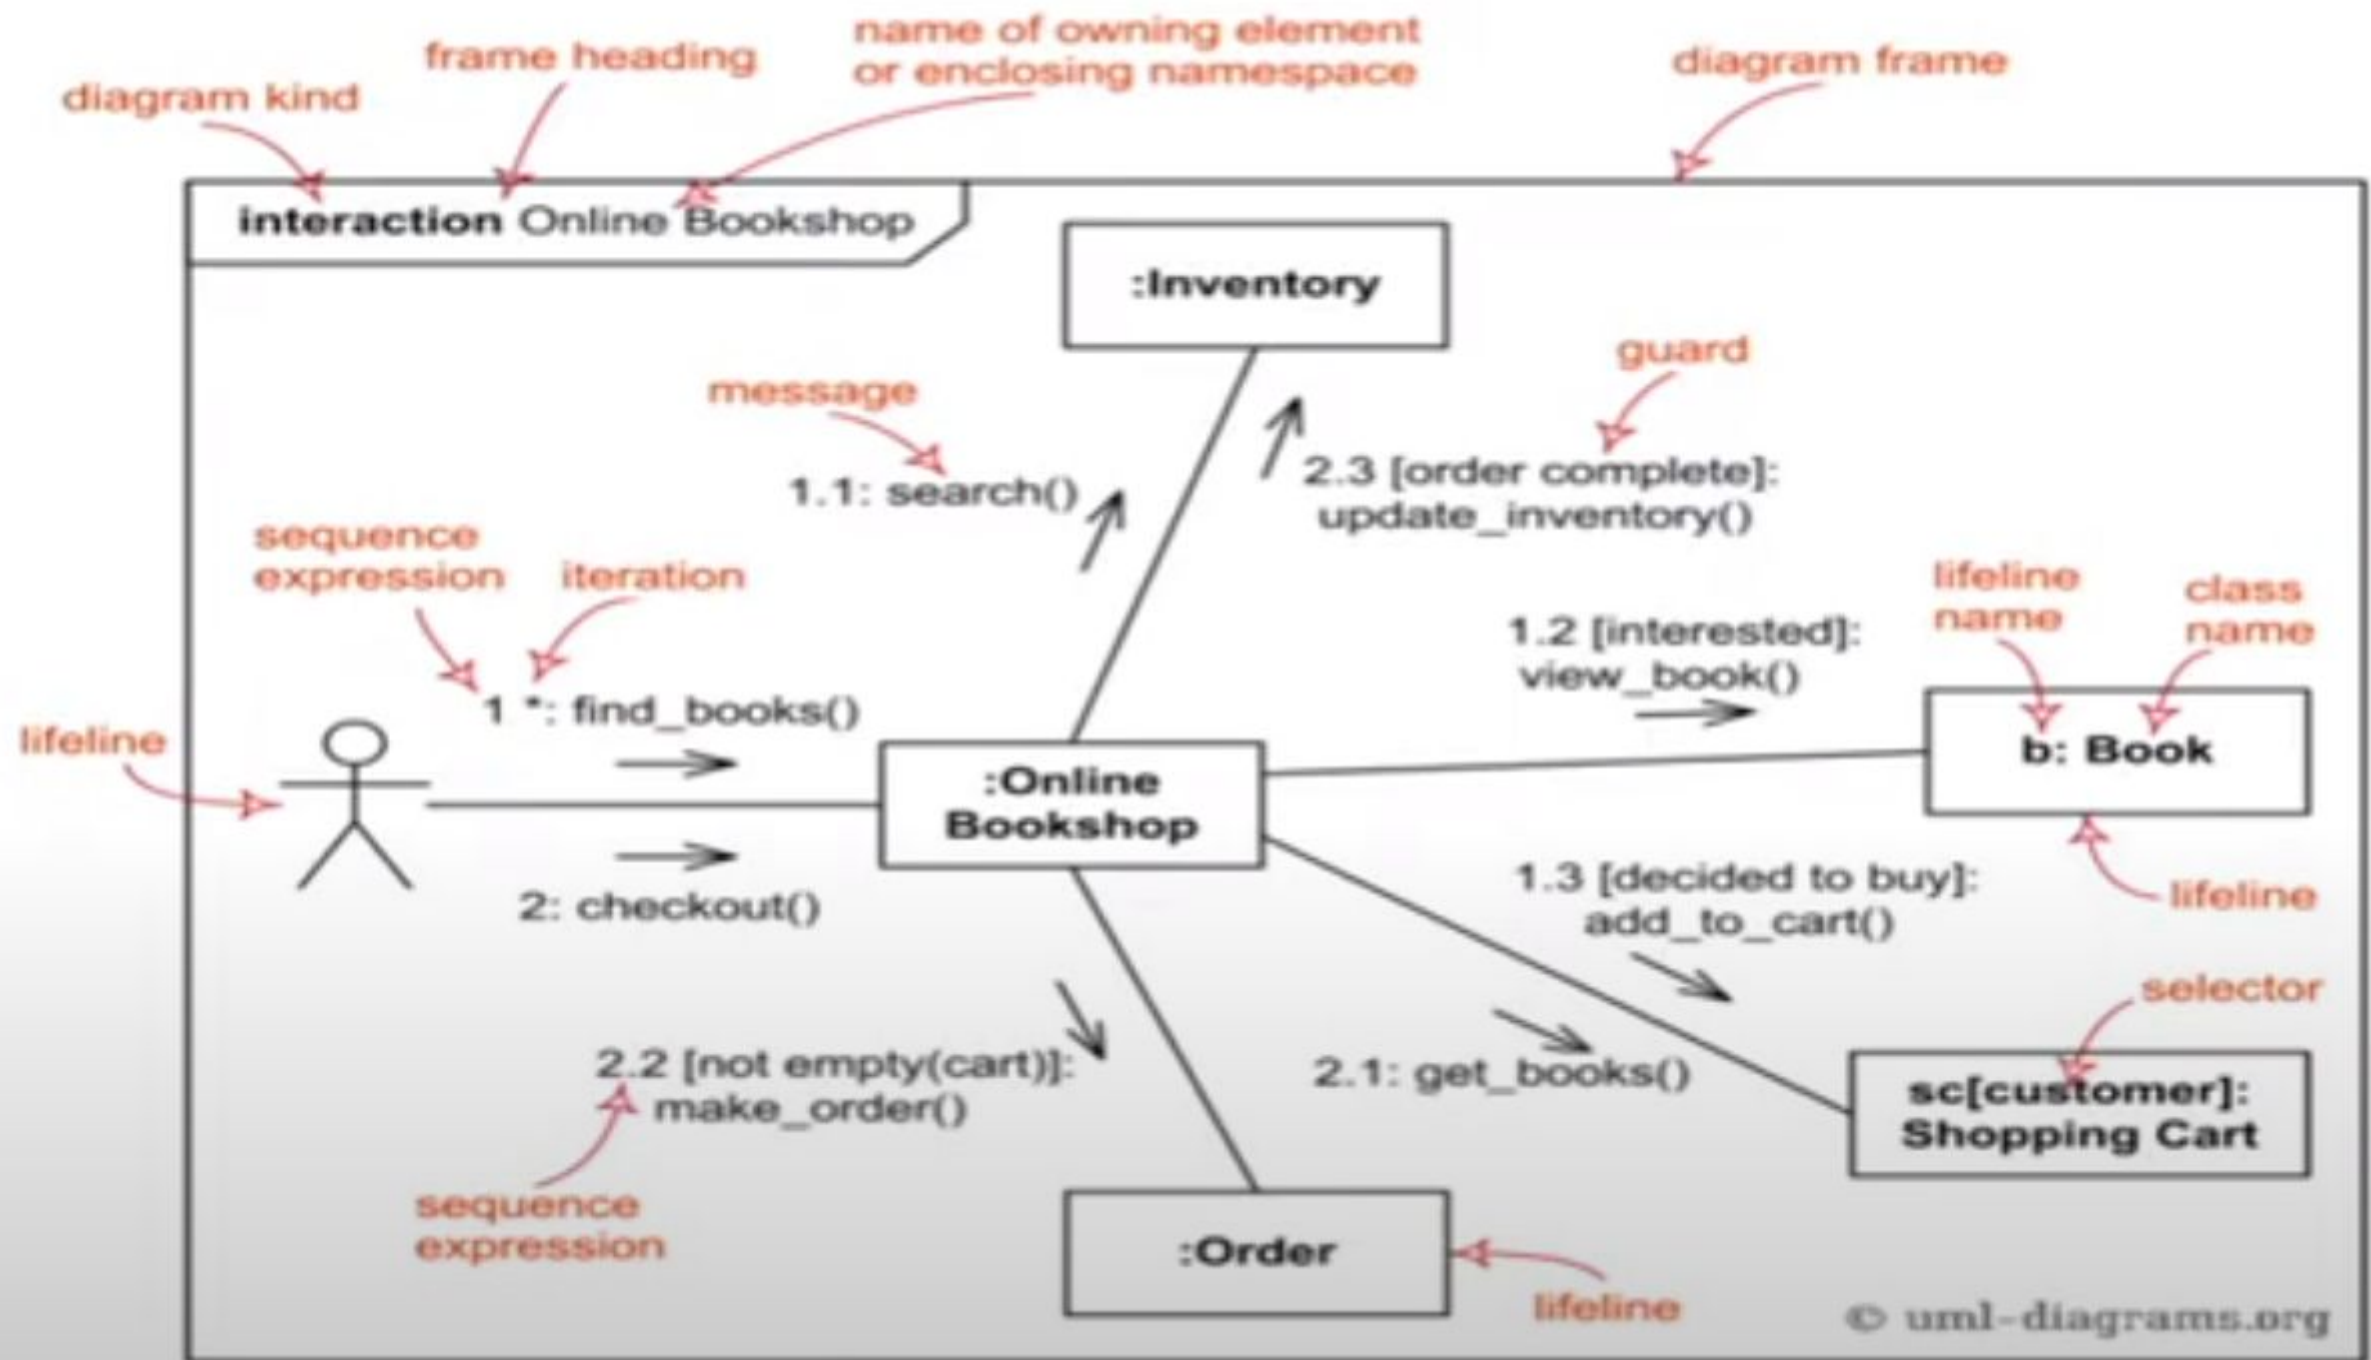 name of owning element
or enclosing namespace
frame heading
diagram frame
diagram kind
interaction Online Bookshop
:Inventory
guard
message
2.3 [order complete]:
update_inventory()
1.1: search()
sequence
expression
iteration
lifeline
name
class
name
1.2 [interested]:
view_book()
1 *: find_books()
lifeline
:Online
Bookshop
b: Book
2: checkout()
1.3 [decided to buy]:
add_to_cart()
lifeline
selector
2.2 [not empty(cart)]:
make_order()
2.1: get_books()
sc[customer]:
Shopping Cart
sequence
expression
:Order
lifeline
© uml-diagrams.org